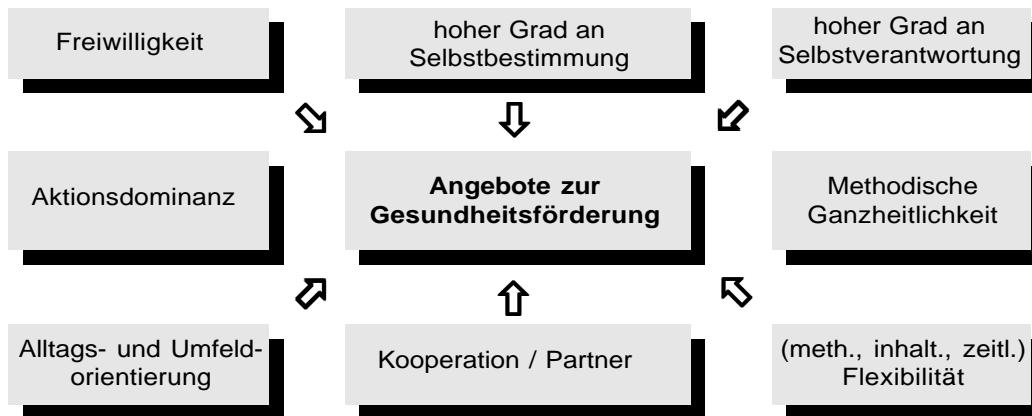 Freiwilligkeit
hoher Grad an
Selbstbestimmung
hoher Grad an
Selbstverantwortung
Aktionsdominanz
Angebote zur
Gesundheitsförderung
Methodische
Ganzheitlichkeit
Alltags- und Umfeld-
orientierung
Kooperation / Partner
(meth., inhalt., zeitl.)
Flexibilität